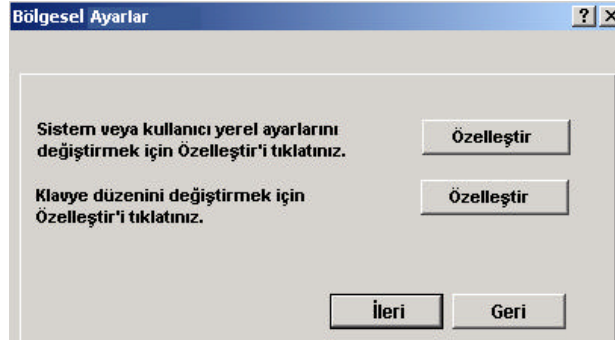 Bölgesel Ayarlar
Sistem veya kullanıcı yerel ayarlarını
değiştirmek için Özelleştir'i tıklatınız.
Özelleştir
Klavye düzenini değiştirmek için
Özelleştir'i tıklatınız.
Özelleştir
İleri
Geri